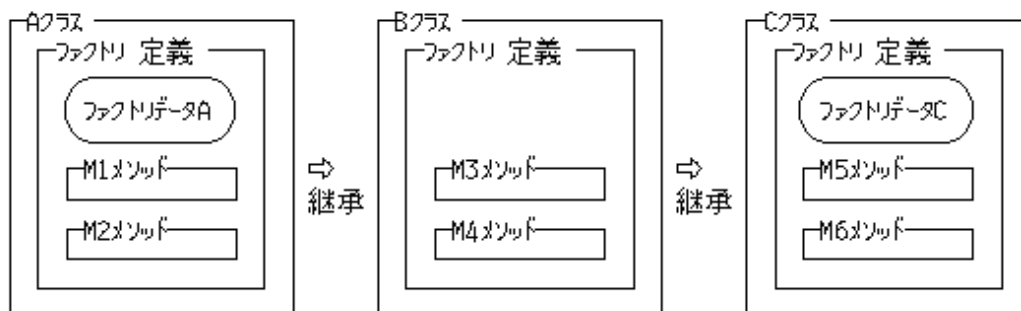 Aクラス
ファクトリ 定義
ファクトリデータA
M1メソッド
M2メソッド
⇨
継承
Bクラス
ファクトリ 定義
M3メソッド
M4メソッド
⇨
継承
Cクラス
ファクトリ 定義
ファクトリデータC
M5メソッド
M6メソッド